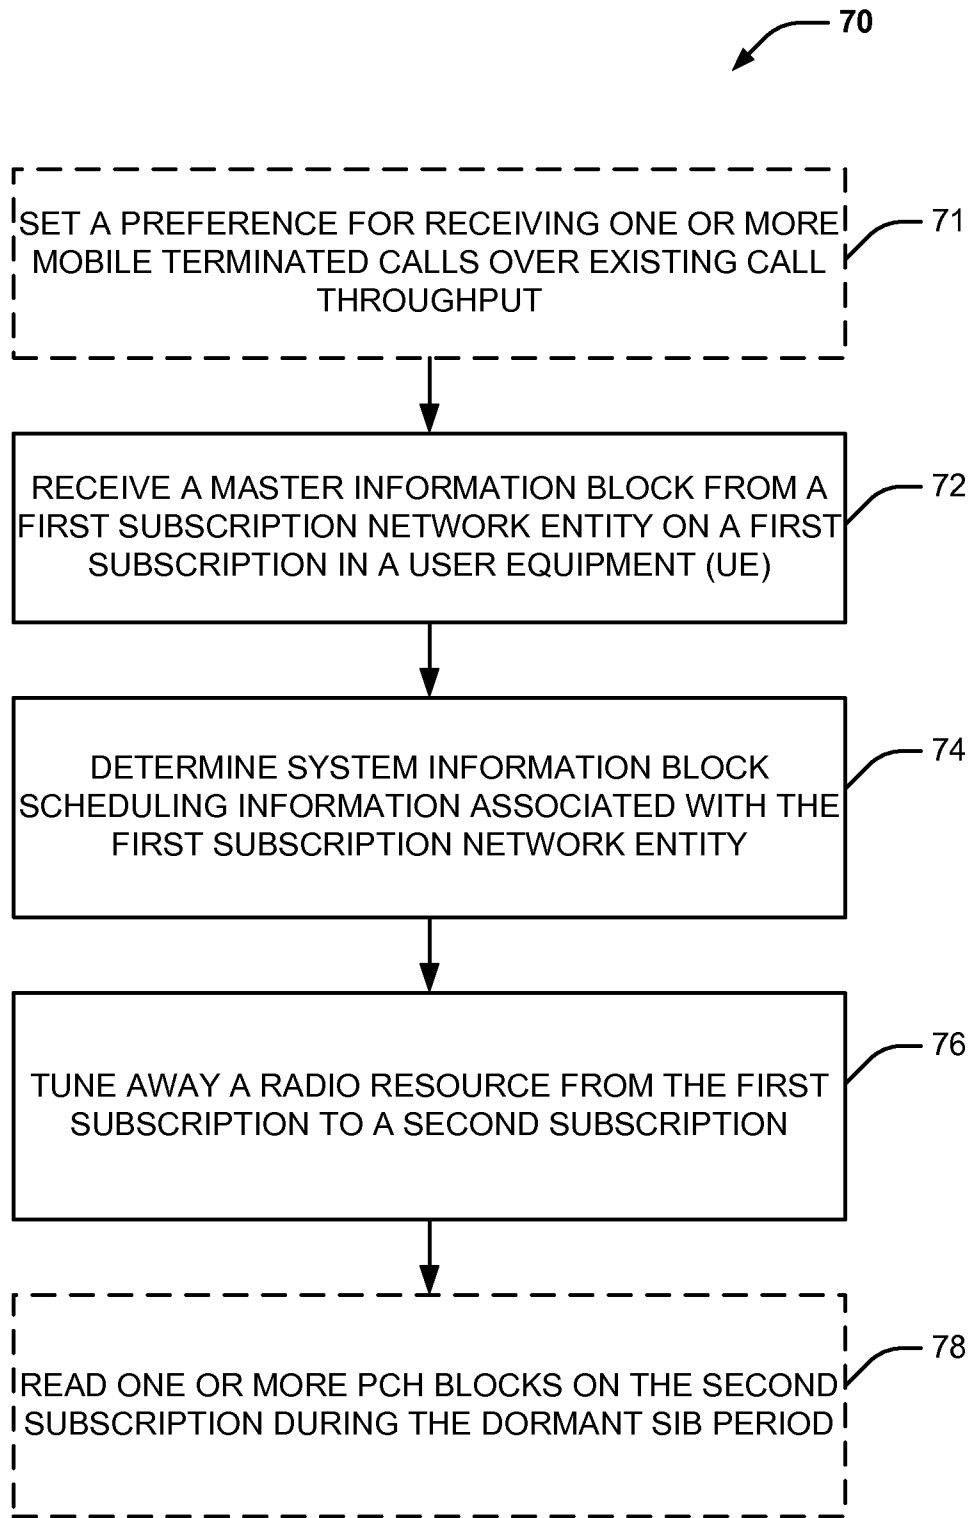 70
SET A PREFERENCE FOR RECEIVING ONE OR MORE
MOBILE TERMINATED CALLS OVER EXISTING CALL
THROUGHPUT
71
RECEIVE A MASTER INFORMATION BLOCK FROM A
FIRST SUBSCRIPTION NETWORK ENTITY ON A FIRST
SUBSCRIPTION IN A USER EQUIPMENT (UE)
72
DETERMINE SYSTEM INFORMATION BLOCK
SCHEDULING INFORMATION ASSOCIATED WITH THE
FIRST SUBSCRIPTION NETWORK ENTITY
74
TUNE AWAY A RADIO RESOURCE FROM THE FIRST
SUBSCRIPTION TO A SECOND SUBSCRIPTION
76
READ ONE OR MORE PCH BLOCKS ON THE SECOND
SUBSCRIPTION DURING THE DORMANT SIB PERIOD
78